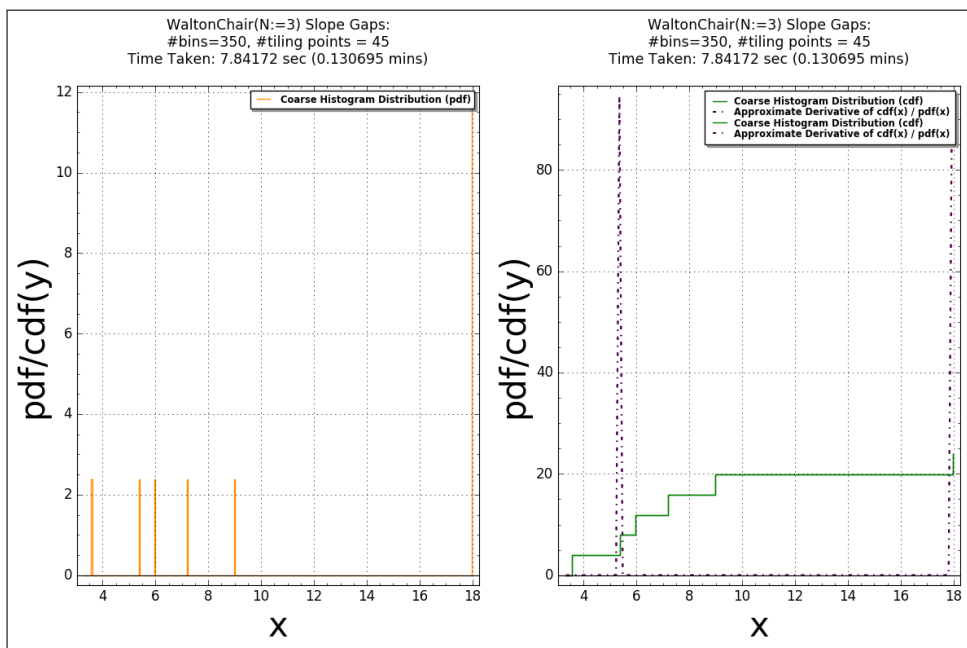 WaltonChair(N:=3) Slope Gaps:
#bins=350, #tiling points = 45
Time Taken: 7.84172 sec (0.130695 mins)
12
10
8
6
4
2
0
pdf/cdf(y)
Coarse Histogram Distribution (pdf)
4 6 8 10 12 14 16 18
x
WaltonChair(N:=3) Slope Gaps:
#bins=350, #tiling points = 45
Time Taken: 7.84172 sec (0.130695 mins)
80
60
40
20
0
pdf/cdf(y)
Coarse Histogram Distribution (cdf)
Approximate Derivative of cdf(x) / pdf(x)
Coarse Histogram Distribution (cdf)
Approximate Derivative of cdf(x) / pdf(x)
4 6 8 10 12 14 16 18
x